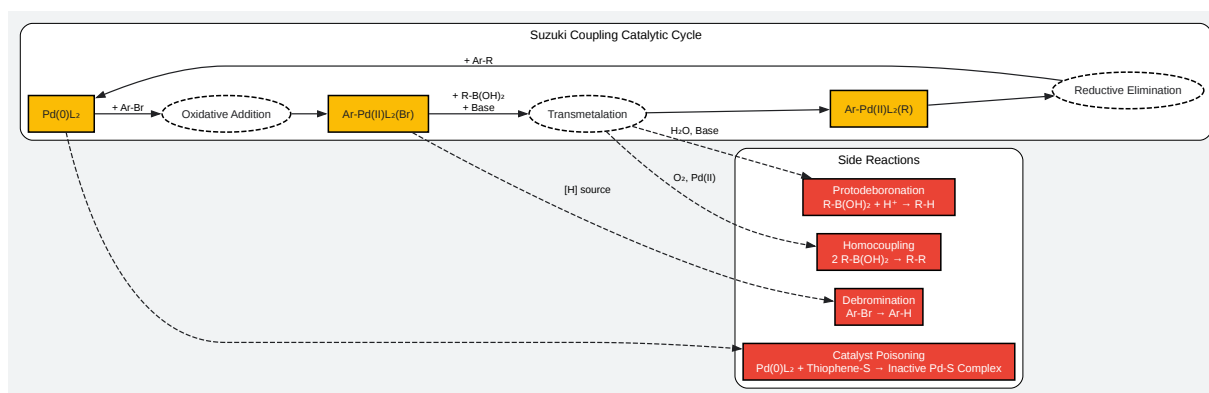 Suzuki Coupling Catalytic Cycle
+ Ar-R
Pd(0)L₂
+ Ar-Br
Oxidative Addition
Ar-Pd(II)L₂(Br)
+ R-B(OH)₂
+ Base
Transmetalation
Ar-Pd(II)L₂(R)
Reductive Elimination
H₂O, Base
O₂, Pd(II)
[H] source
Side Reactions
Protodeboronation
R-B(OH)₂ + H⁺ → R-H
Homocoupling
2 R-B(OH)₂ → R-R
Debromination
Ar-Br → Ar-H
Catalyst Poisoning
Pd(0)L₂ + Thiophene-S → Inactive Pd-S Complex